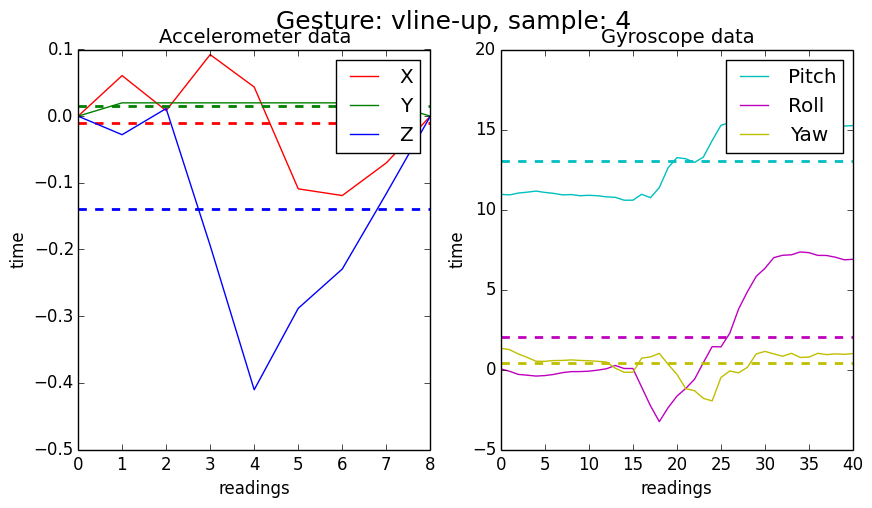 Gesture: vline-up, sample: 4
Accelerometer data
0.1
0.0
−0.1
−0.2
−0.3
−0.4
−0.5
time
0 1 2 3 4 5 6 7 8
readings
X
Y
Z
Gyroscope data
20
15
10
5
0
−5
time
0 5 10 15 20 25 30 35 40
readings
Pitch
Roll
Yaw